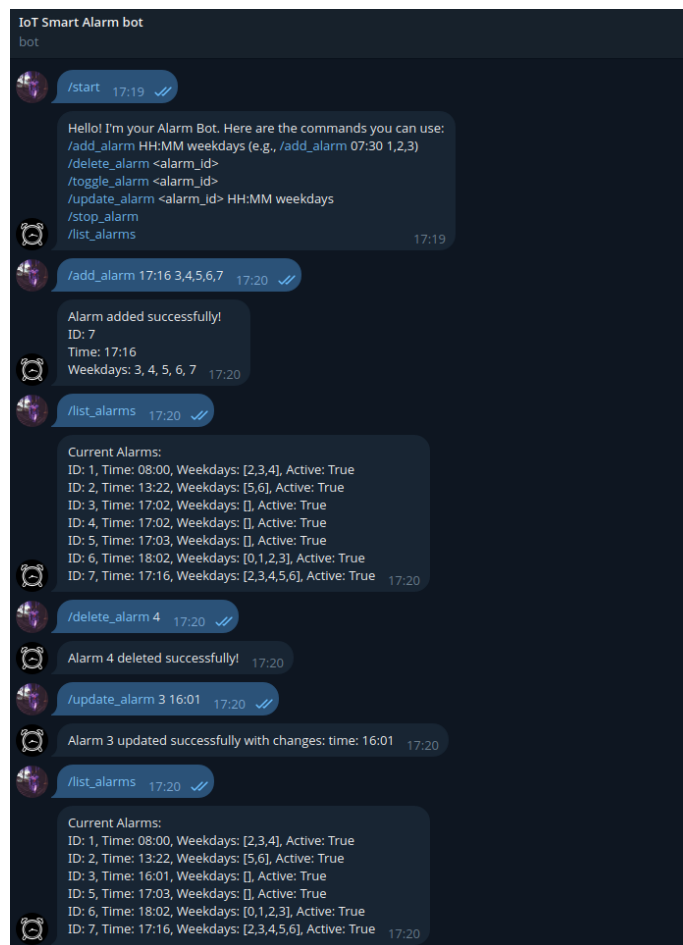 IoT Smart Alarm bot
bot
/start 17:19
Hello! I'm your Alarm Bot. Here are the commands you can use:
/add_alarm HH:MM weekdays (e.g., /add_alarm 07:30 1,2,3)
/delete_alarm <alarm_id>
/toggle_alarm <alarm_id>
/update_alarm <alarm_id> HH:MM weekdays
/stop_alarm
/list_alarms 17:19
/add_alarm 17:16 3,4,5,6,7 17:20
Alarm added successfully!
ID: 7
Time: 17:16
Weekdays: 3, 4, 5, 6, 7 17:20
/list_alarms 17:20
Current Alarms:
ID: 1, Time: 08:00, Weekdays: [2,3,4], Active: True
ID: 2, Time: 13:22, Weekdays: [5,6], Active: True
ID: 3, Time: 17:02, Weekdays: [], Active: True
ID: 4, Time: 17:02, Weekdays: [], Active: True
ID: 5, Time: 17:03, Weekdays: [], Active: True
ID: 6, Time: 18:02, Weekdays: [0,1,2,3], Active: True
ID: 7, Time: 17:16, Weekdays: [2,3,4,5,6], Active: True 17:20
/delete_alarm 4 17:20
Alarm 4 deleted successfully! 17:20
/update_alarm 3 16:01 17:20
Alarm 3 updated successfully with changes: time: 16:01 17:20
/list_alarms 17:20
Current Alarms:
ID: 1, Time: 08:00, Weekdays: [2,3,4], Active: True
ID: 2, Time: 13:22, Weekdays: [5,6], Active: True
ID: 3, Time: 16:01, Weekdays: [], Active: True
ID: 5, Time: 17:03, Weekdays: [], Active: True
ID: 6, Time: 18:02, Weekdays: [0,1,2,3], Active: True
ID: 7, Time: 17:16, Weekdays: [2,3,4,5,6], Active: True 17:20